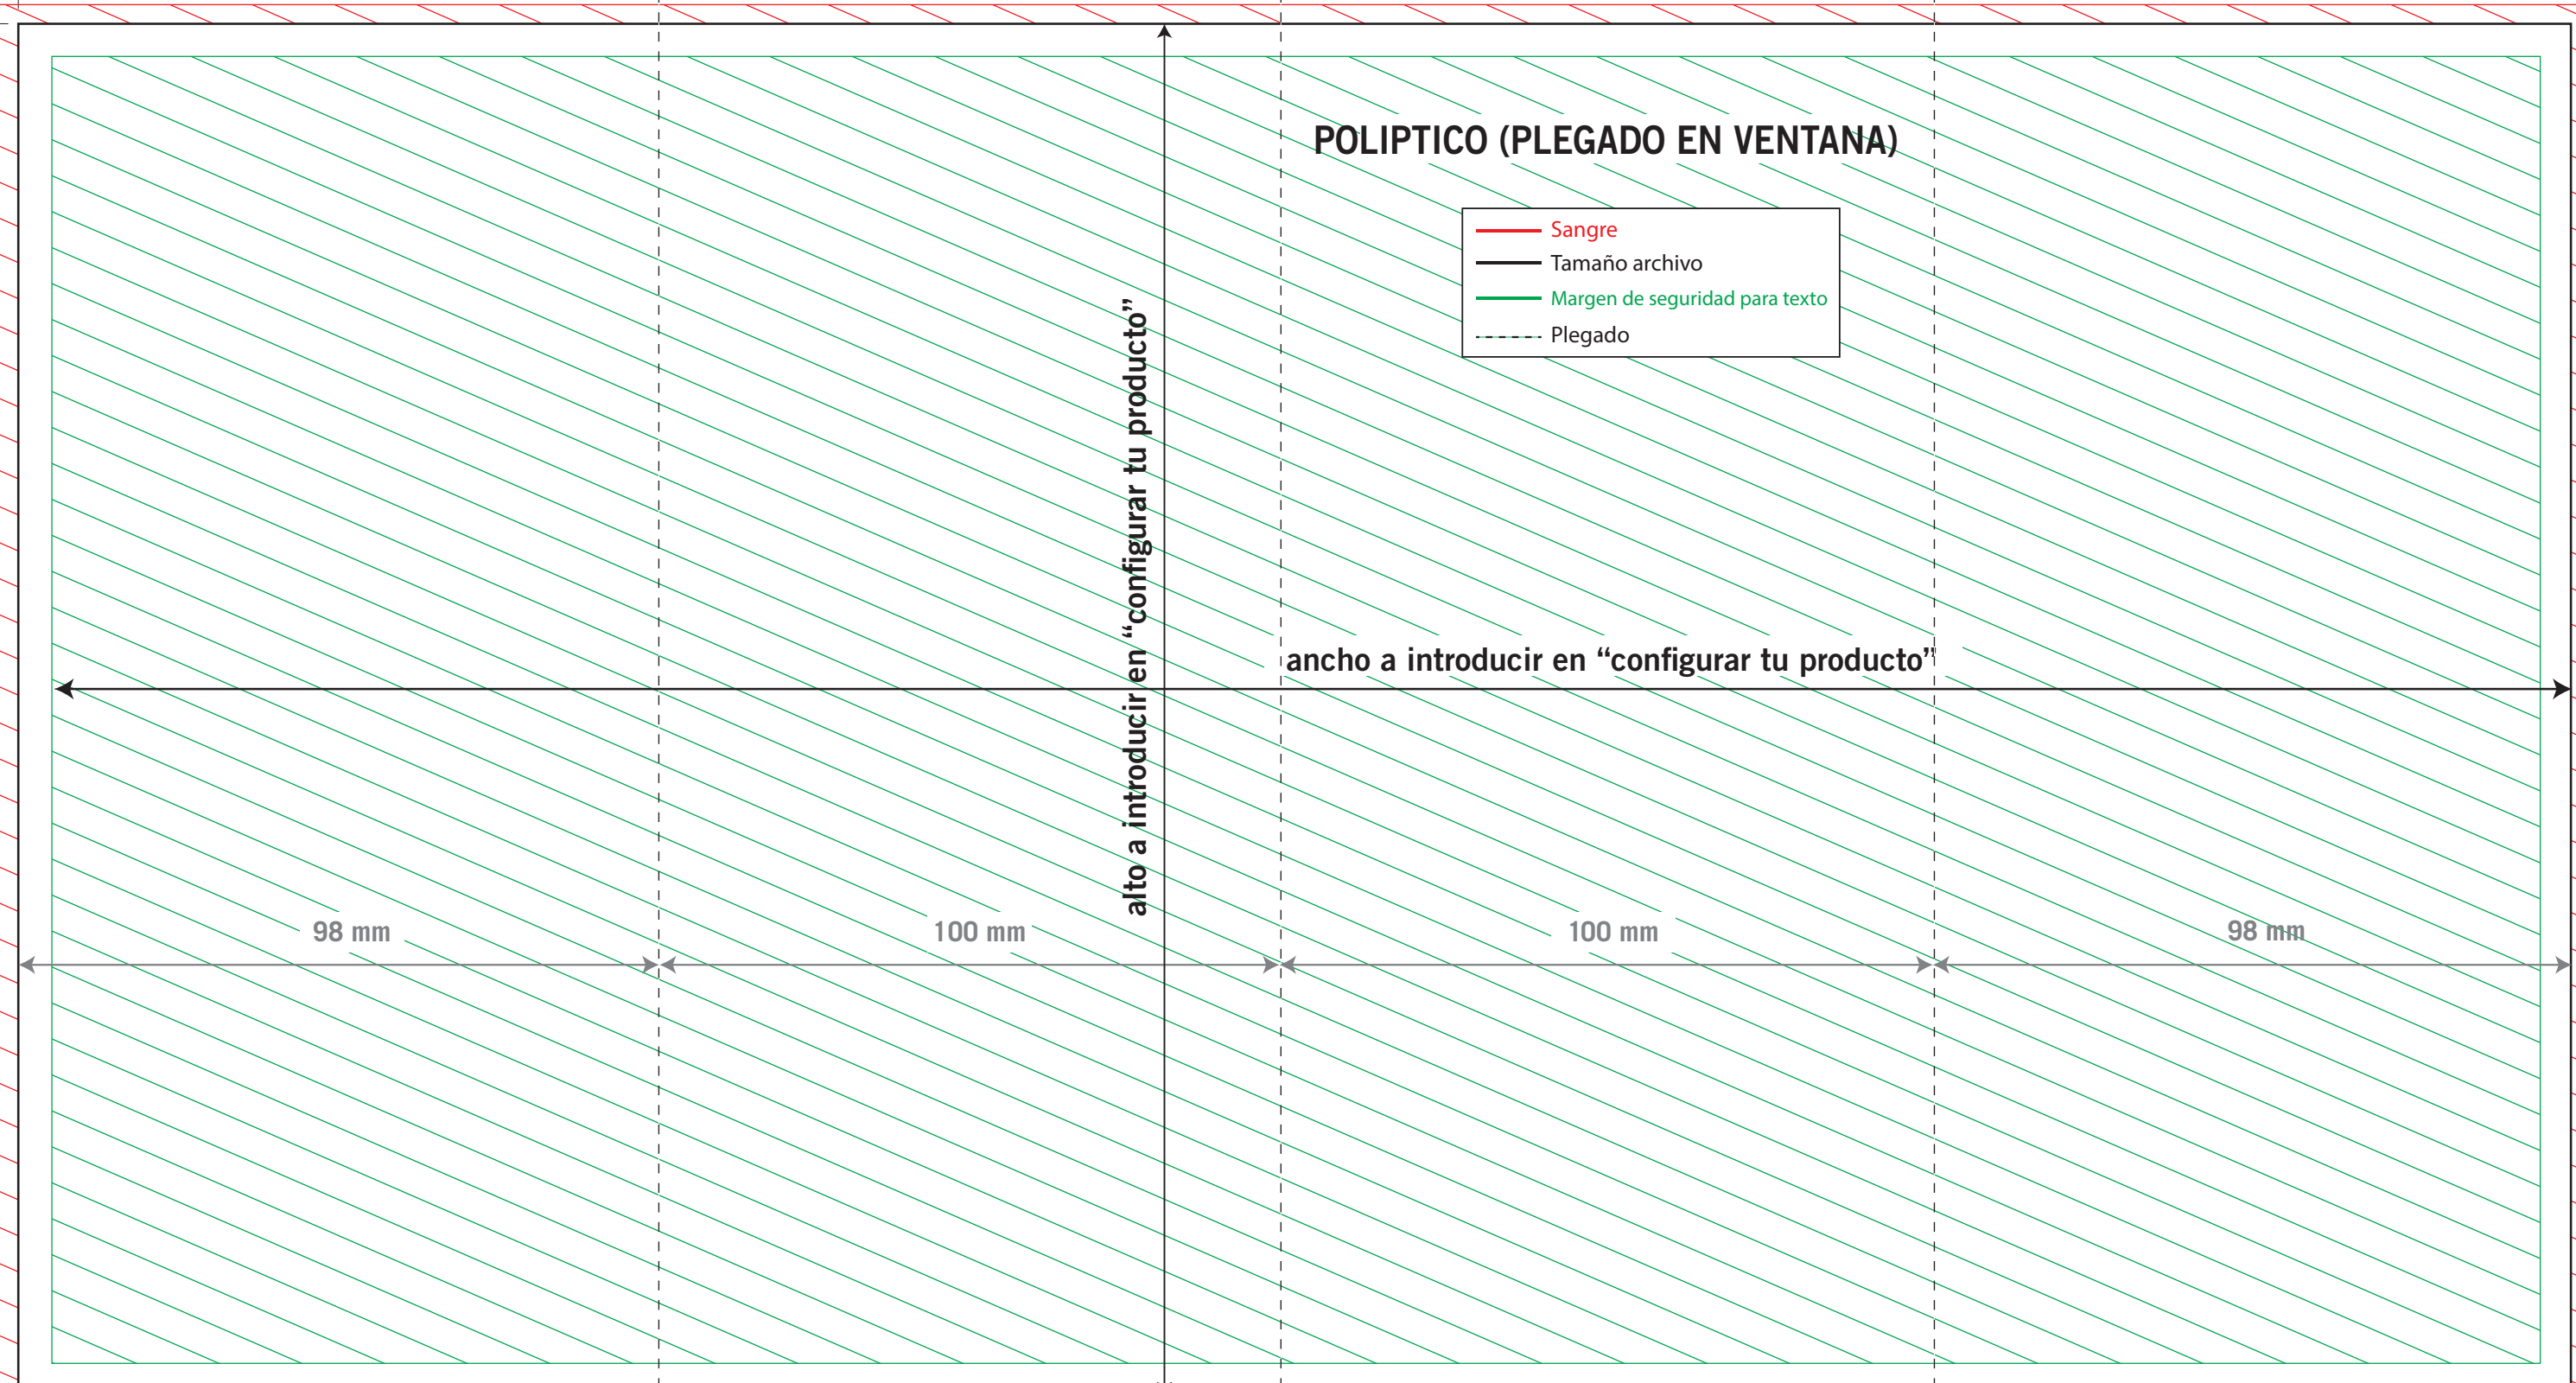 POLIPTICO (PLEGADO EN VENTANA)
Sangre
Tamaño archivo
Margen de seguridad para texto
Plegado
alto a introducir en “configurar tu producto”
ancho a introducir en “configurar tu producto”
98 mm
100 mm
100 mm
98 mm